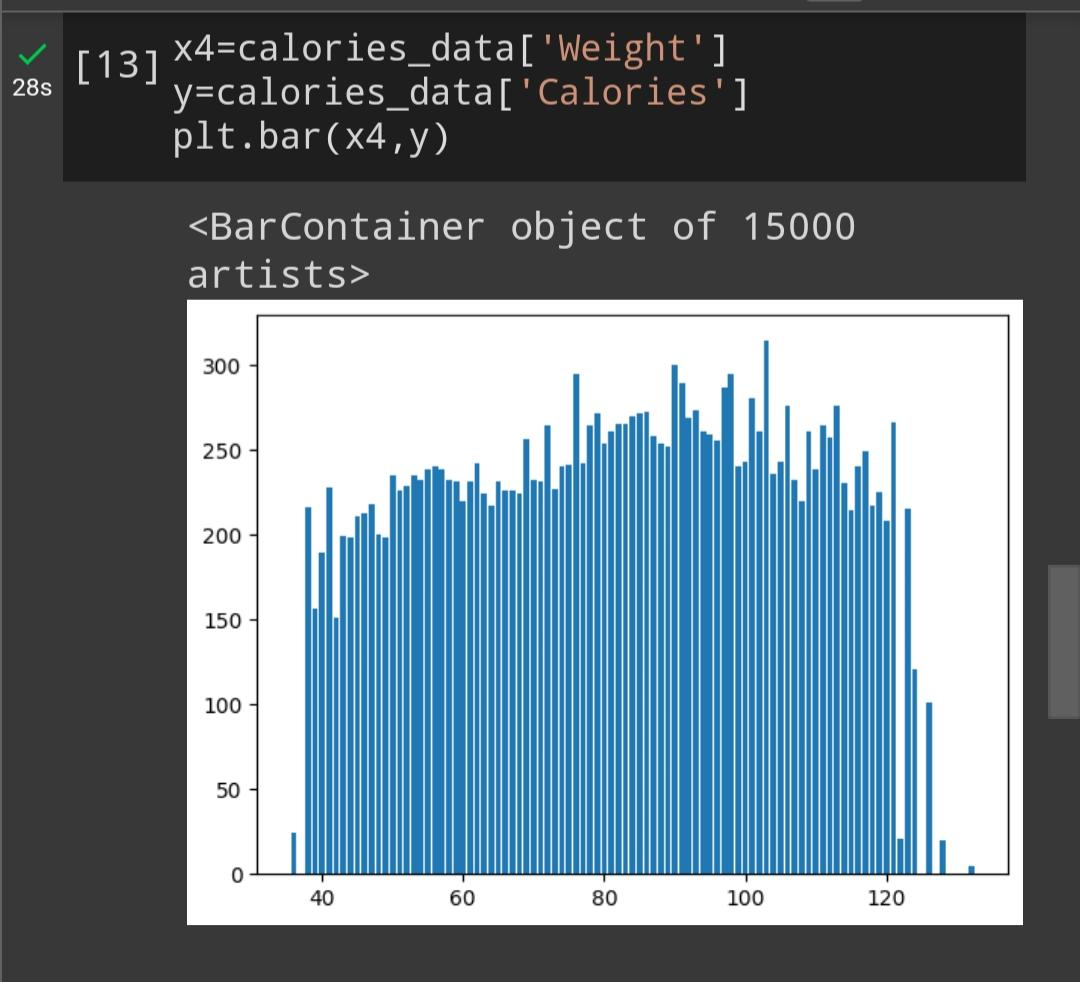 [13] x4=calories_data['Weight']
28s y=calories_data['Calories']
plt.bar(x4,y)
<BarContainer object of 15000
artists>
300
250
200
150
100
50
0
40 60 80 100 120